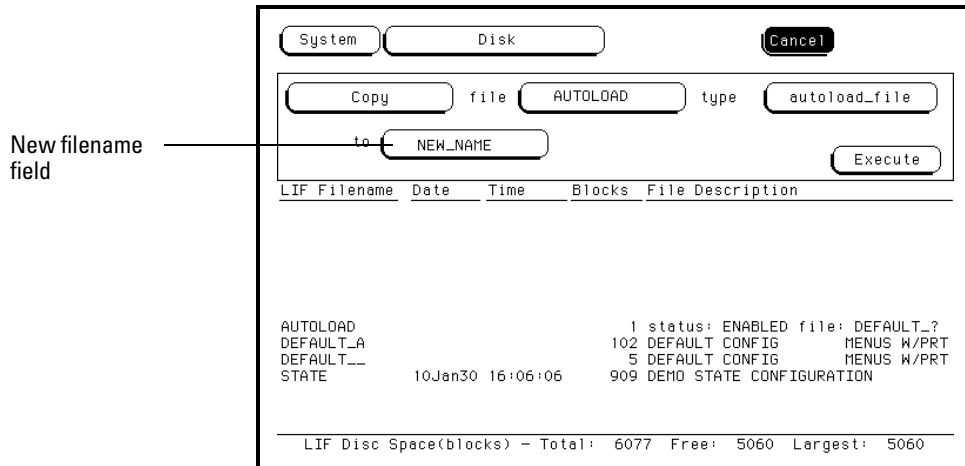 System Disk Cancel
Copy file AUTOLOAD type autoload_file
New filename field
to NEW_NAME
Execute
LIF Filename Date Time Blocks File Description
AUTOLOAD 1 status: ENABLED file: DEFAULT_?
DEFAULT_A 102 DEFAULT CONFIG MENUS W/PRT
DEFAULT__ 5 DEFAULT CONFIG MENUS W/PRT
STATE 10Jan30 16:06:06 909 DEMO STATE CONFIGURATION
LIF Disc Space(blocks) - Total: 6077 Free: 5060 Largest: 5060